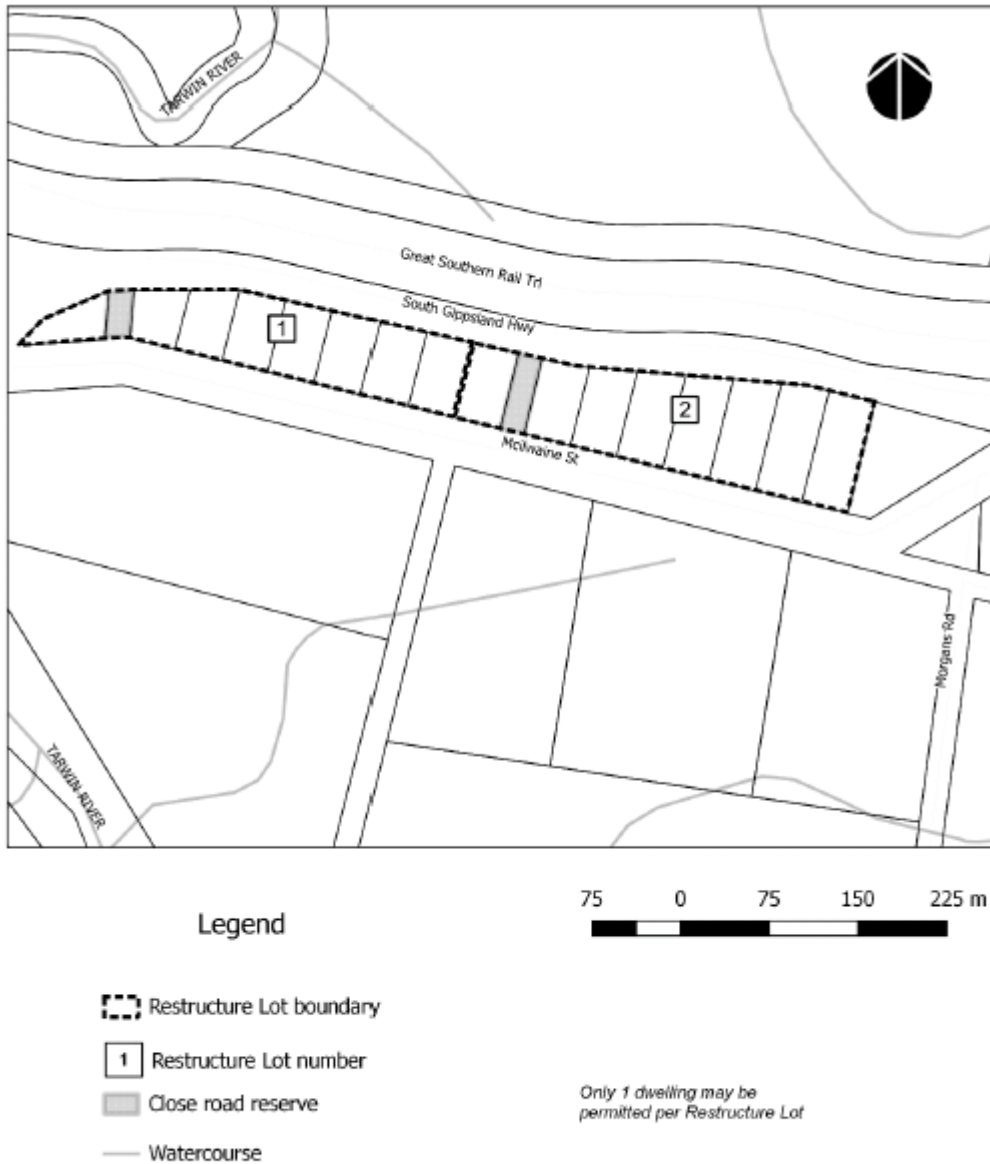 TARWIN RIVER
Great Southern Rail Trl
South Gippsland Hwy
1
2
Mcilwaine St
Morgans Rd
TARWIN RIVER
75 0 75 150 225 m
Legend
Restructure Lot boundary
1 Restructure Lot number
Close road reserve
Watercourse
Only 1 dwelling may be
permitted per Restructure Lot